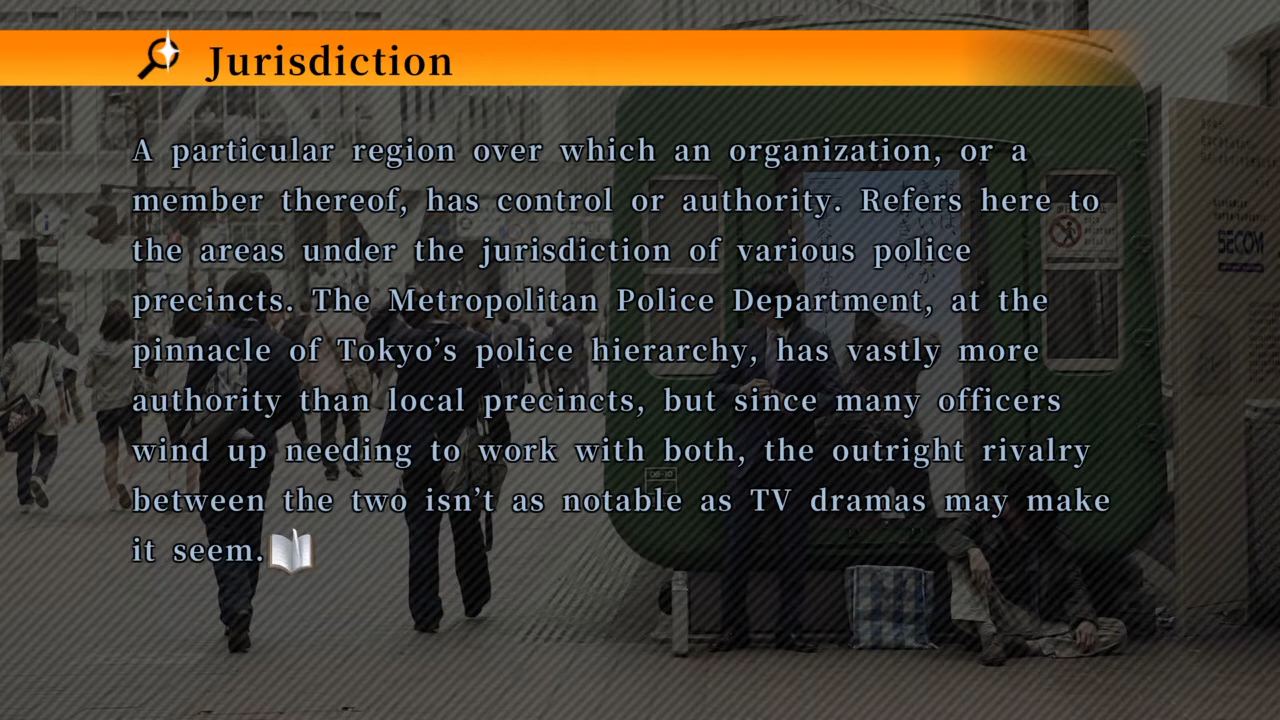 Jurisdiction
A particular region over which an organization, or a
member thereof, has control or authority. Refers here to
the areas under the jurisdiction of various police
precincts. The Metropolitan Police Department, at the
pinnacle of Tokyo's police hierarchy, has vastly more
authority than local precincts, but since many officers
wind up needing to work with both, the outright rivalry
between the two isn't as notable as TV dramas may make
it seem.
SECOM